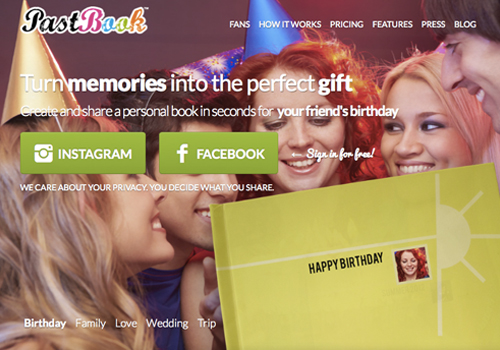 PastBook
FANS HOW IT WORKS PRICING FEATURES PRESS BLOG
Turn memories into the perfect gift
Create and share a personal book in seconds for your friend's birthday
INSTAGRAM FACEBOOK Sign in for free!
WE CARE ABOUT YOUR PRIVACY. YOU DECIDE WHAT YOU SHARE.
HAPPY BIRTHDAY
Birthday Family Love Wedding Trip